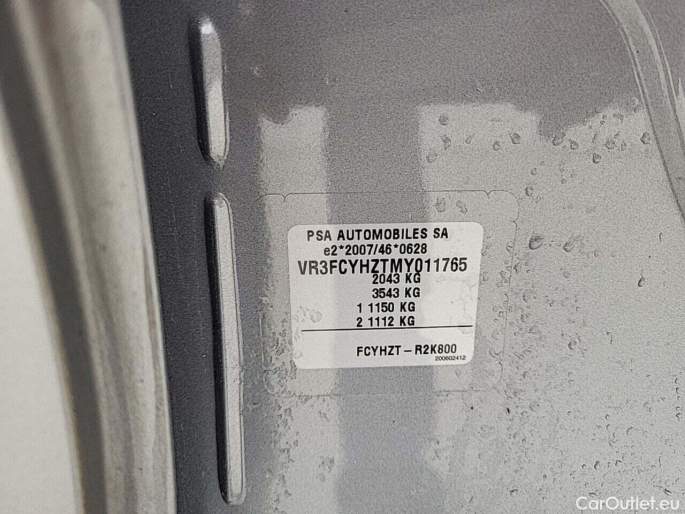 PSA AUTOMOBILES SA
e2*2007/46*0628
VR3FCYHZTMY011765
2043 KG
3543 KG
1 1150 KG
2 1112 KG
FCYHZT-R2K800
200602412
CarOutlet.eu